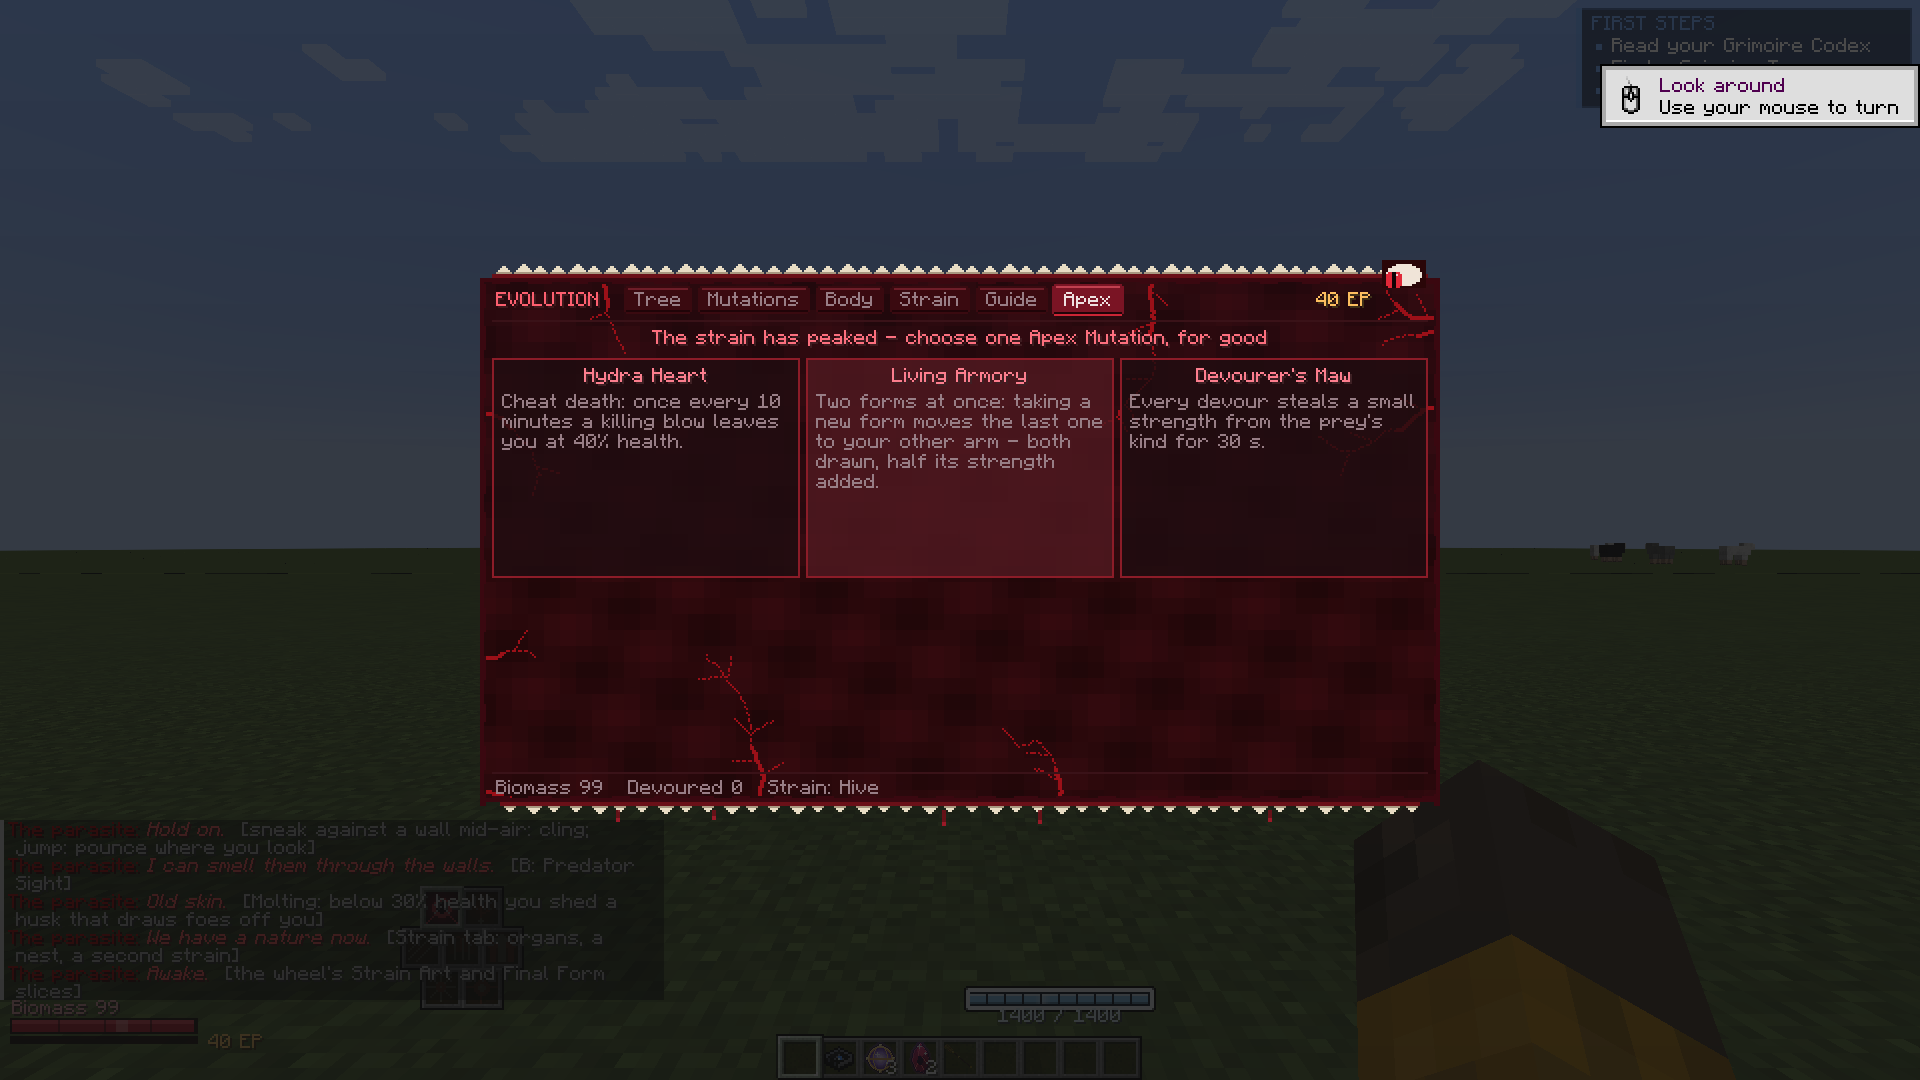 FIRST STEPS
Read your Grimoire Codex
Look around
Use your mouse to turn
EVOLUTION Tree Mutations Body Strain Guide Apex 40 EP
The strain has peaked - choose one Apex Mutation, for good
Hydra Heart
Cheat death: once every 10
minutes a killing blow leaves
you at 40% health.
Living Armory
Two forms at once: taking a
new form moves the last one
to your other arm - both
drawn, half its strength
added.
Devourer's Maw
Every devour steals a small
strength from the prey's
kind for 30 s.
Biomass 99 Devoured 0 Strain: Hive
The parasite: Hold on. [sneak against a wall mid-air: cling;
jump: pounce where you look]
The parasite: I can smell them through the walls. [B: Predator
Sight]
The parasite: Old skin. [Molting: below 30% health you shed a
husk that draws foes off you]
The parasite: We have a nature now. [Strain tab: organs, a
nest, a second strain]
The parasite: Awake. [the wheel's Strain Art and Final Form
slices]
Biomass 99
40 EP
1400 / 1400
3
2